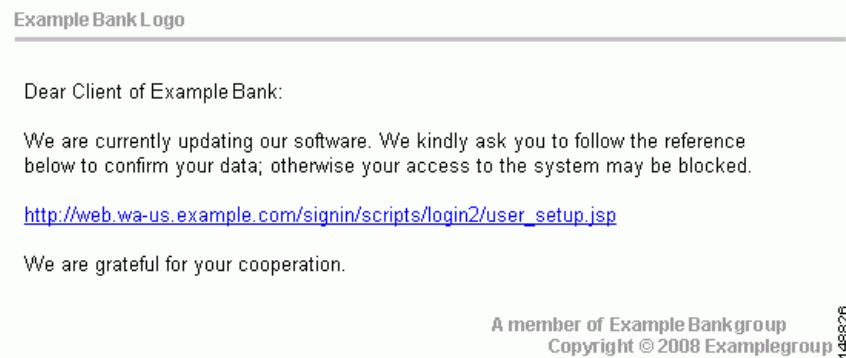 Example Bank Logo
Dear Client of Example Bank:
We are currently updating our software. We kindly ask you to follow the reference
below to confirm your data; otherwise your access to the system may be blocked.
http://web.wa-us.example.com/signin/scripts/login2/user_setup.jsp
We are grateful for your cooperation.
A member of Example Bankgroup
Copyright © 2008 Examplegroup
148826